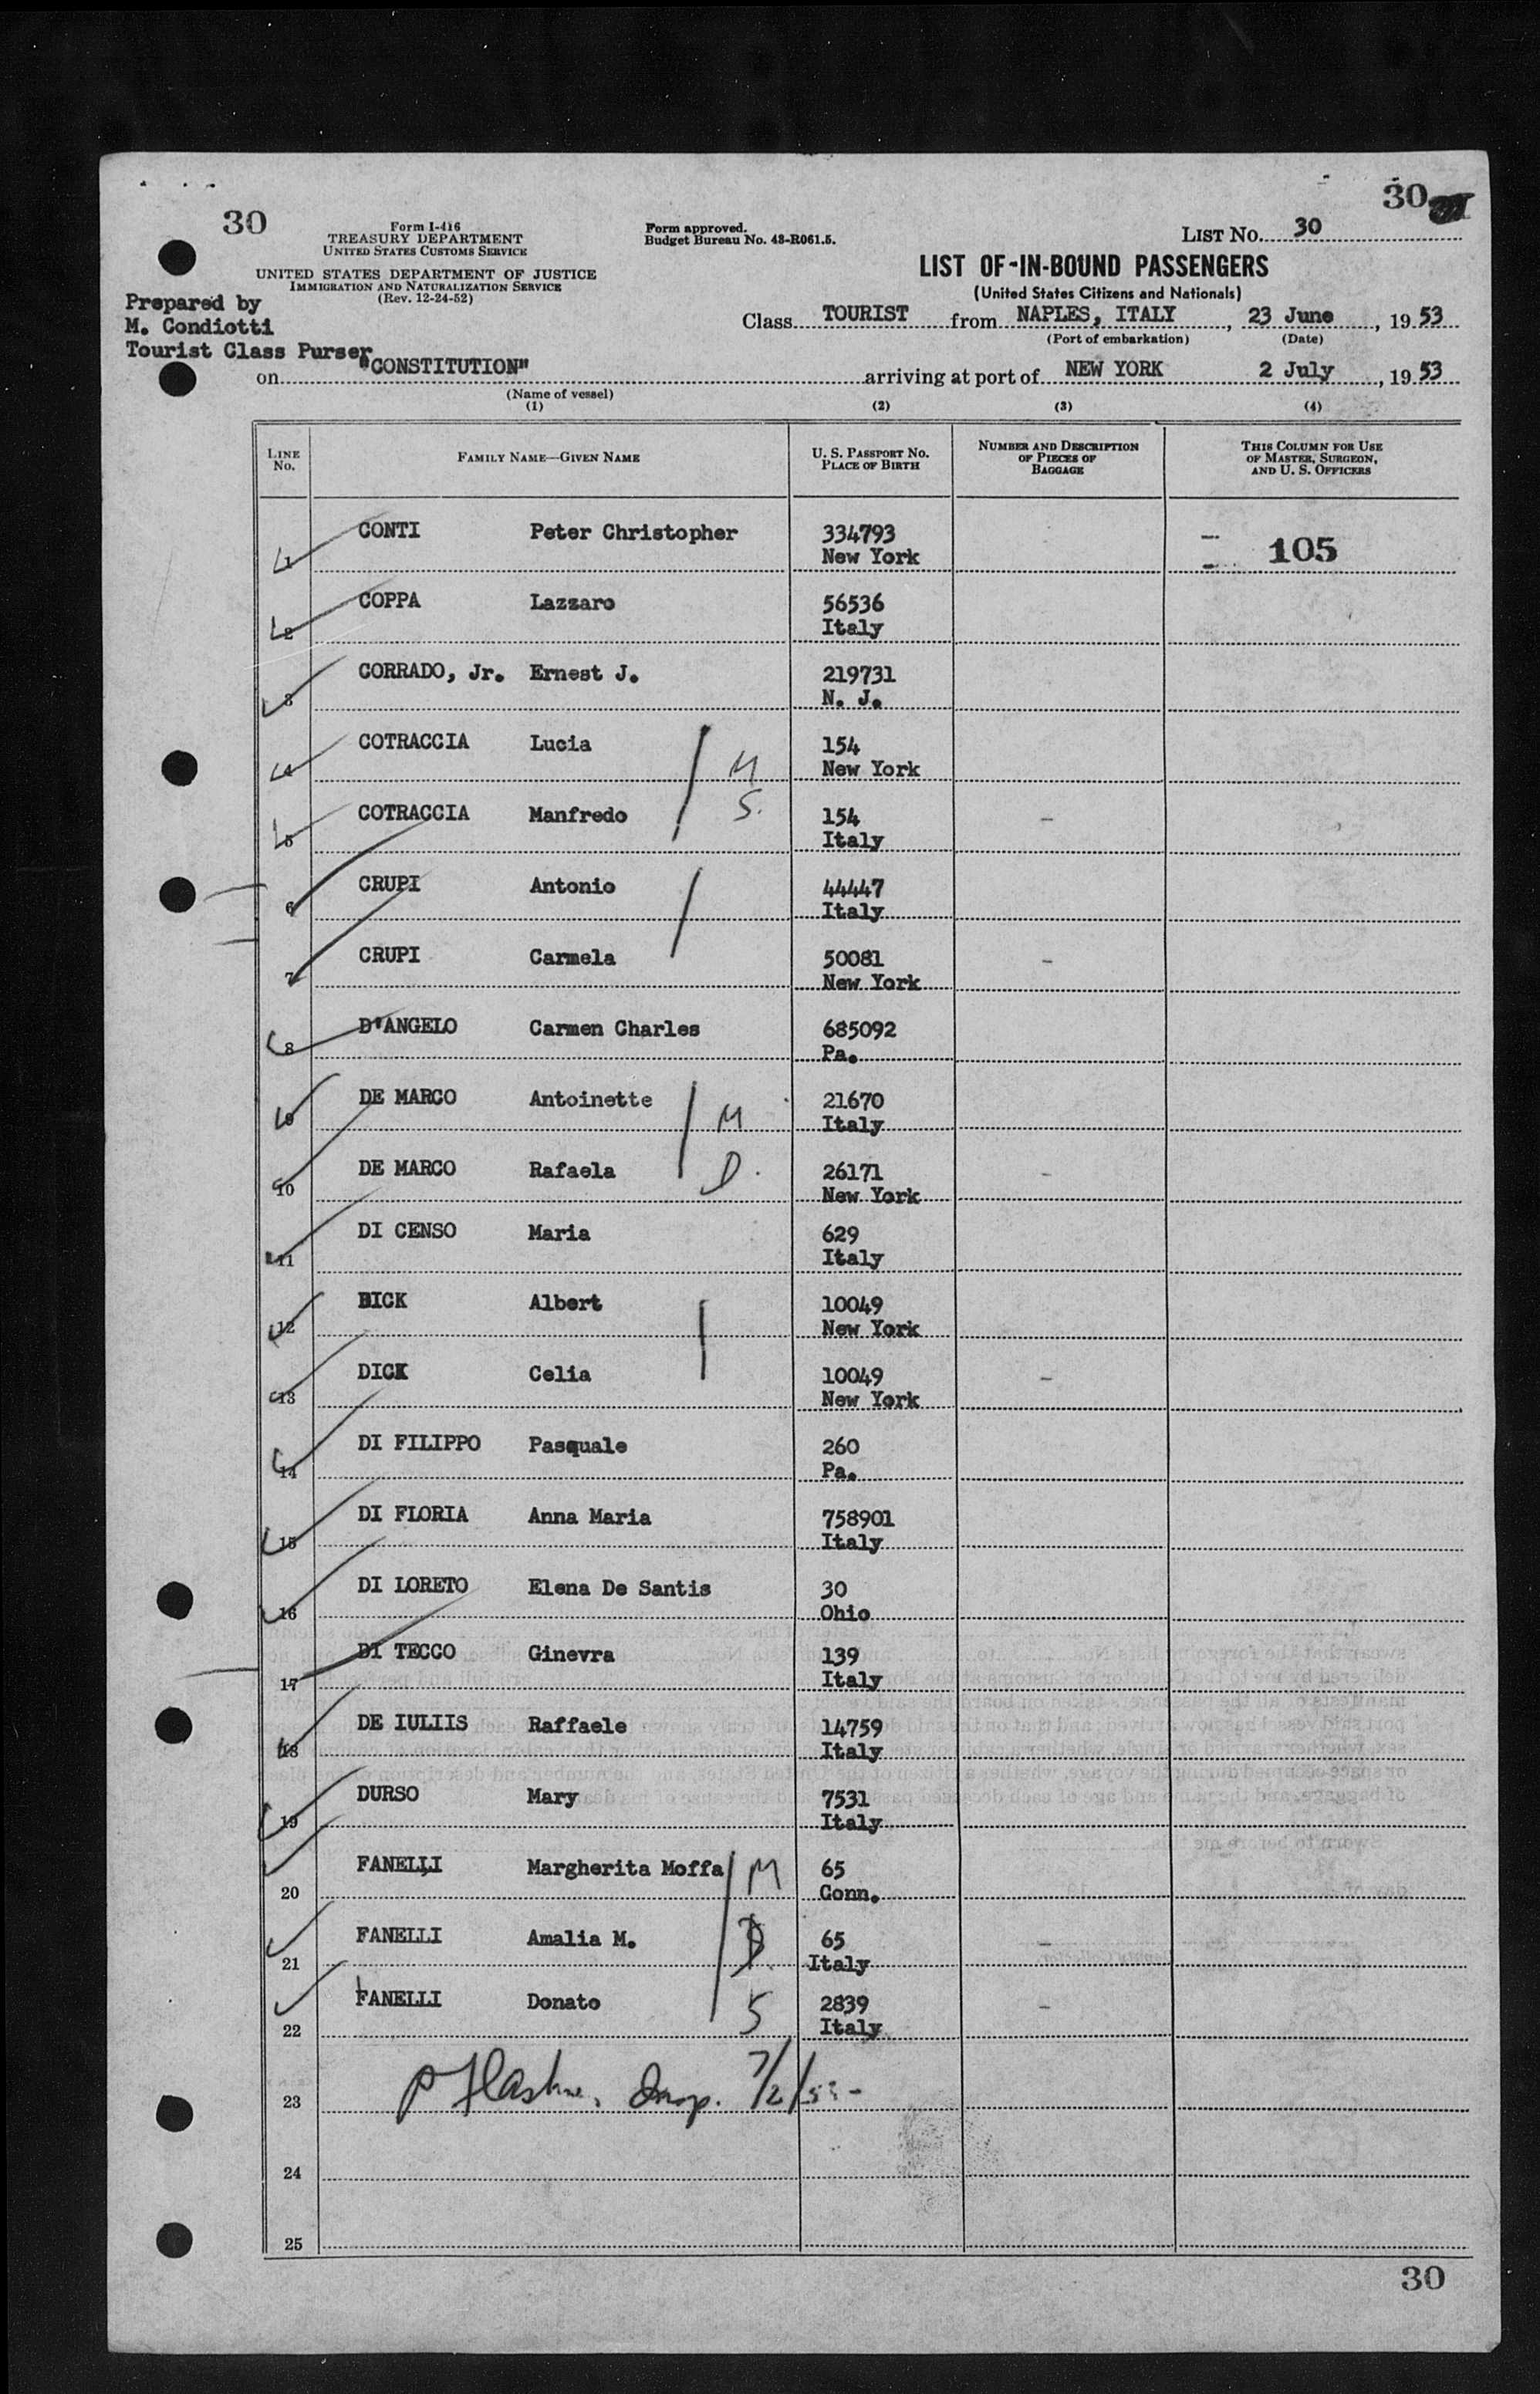 30
30
Form I-416
TREASURY DEPARTMENT
UNITED STATES CUSTOMS SERVICE
Form approved.
Budget Bureau No. 43-R061.5.
LIST No. 30
UNITED STATES DEPARTMENT OF JUSTICE
IMMIGRATION AND NATURALIZATION SERVICE
(Rev. 12-24-52)
LIST OF IN-BOUND PASSENGERS
(United States Citizens and Nationals)
Prepared by
M. Condiotti
Tourist Class Purser
Class TOURIST from NAPLES, ITALY, 23 June, 1953
(Port of embarkation) (Date)
on "CONSTITUTION" arriving at port of NEW YORK 2 July, 1953
(Name of vessel)
(1) (2) (3) (4)
LINE No. FAMILY NAME—GIVEN NAME U. S. PASSPORT No. PLACE OF BIRTH NUMBER AND DESCRIPTION OF PIECES OF BAGGAGE THIS COLUMN FOR USE OF MASTER, SURGEON, AND U. S. OFFICERS
1 CONTI Peter Christopher 334793 105
New York
2 COPPA Lazzaro 56536
Italy
3 CORRADO, Jr. Ernest J. 219731
N. J.
4 COTRACCIA Lucia M 154
New York
5 COTRACCIA Manfredo S. 154 -
Italy
6 CRUPI Antonio 44447
Italy
7 CRUPI Carmela 50081 -
New York
8 D'ANGELO Carmen Charles 685092
Pa.
9 DE MARCO Antoinette M 21670
Italy
10 DE MARCO Rafaela D. 26171 -
New York
11 DI CENSO Maria 629
Italy
12 DICK Albert 10049
New York
13 DICK Celia 10049 -
New York
14 DI FILIPPO Pasquale 260
Pa.
15 DI FLORIA Anna Maria 758901
Italy
16 DI LORETO Elena De Santis 30
Ohio
17 DI TECCO Ginevra 139
Italy
18 DE IULIIS Raffaele 14759
Italy
19 DURSO Mary 7531
Italy
20 FANELLI Margherita Moffa M 65
Conn.
21 FANELLI Amalia M. D. 65 -
Italy
22 FANELLI Donato S 2839 -
Italy
23 Insp. 7/2/53-
24
25
30